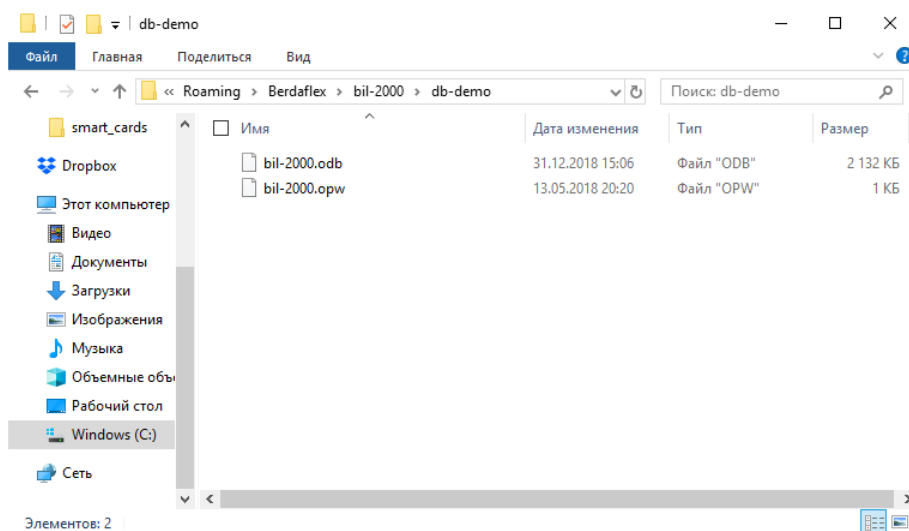 db-demo
Файл Главная Поделиться Вид
« Roaming > Berdaflex > bil-2000 > db-demo
Поиск: db-demo
smart_cards
Dropbox
Этот компьютер
Видео
Документы
Загрузки
Изображения
Музыка
Объемные объ
Рабочий стол
Windows (C:)
Сеть
Имя Дата изменения Тип Размер
bil-2000.odb 31.12.2018 15:06 Файл "ODB" 2 132 КБ
bil-2000.opw 13.05.2018 20:20 Файл "OPW" 1 КБ
Элементов: 2